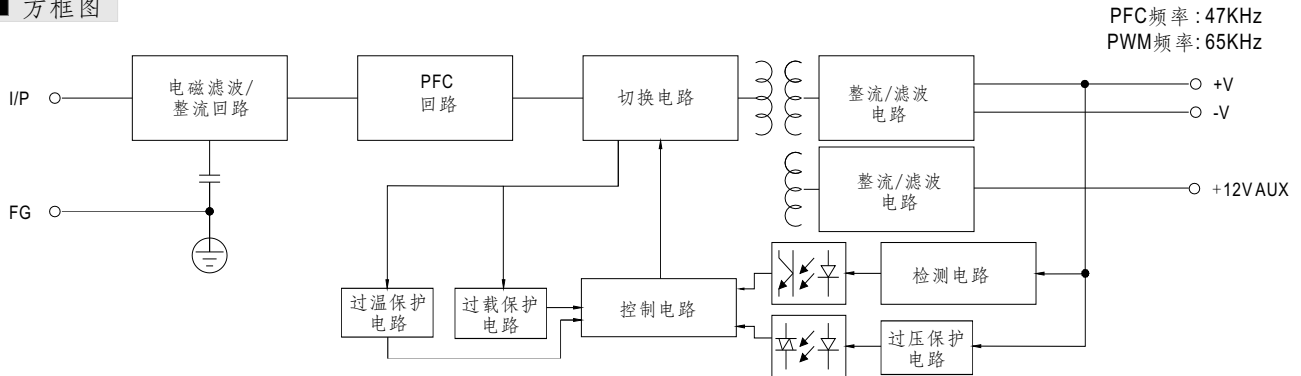 ■ 方框图
PFC频率 : 47KHz
PWM频率: 65KHz
I/P
电磁滤波/
整流回路
PFC
回路
切换电路
整流/滤波
电路
+V
-V
整流/滤波
电路
+12V AUX
FG
检测电路
过温保护
电路
过载保护
电路
控制电路
过压保护
电路